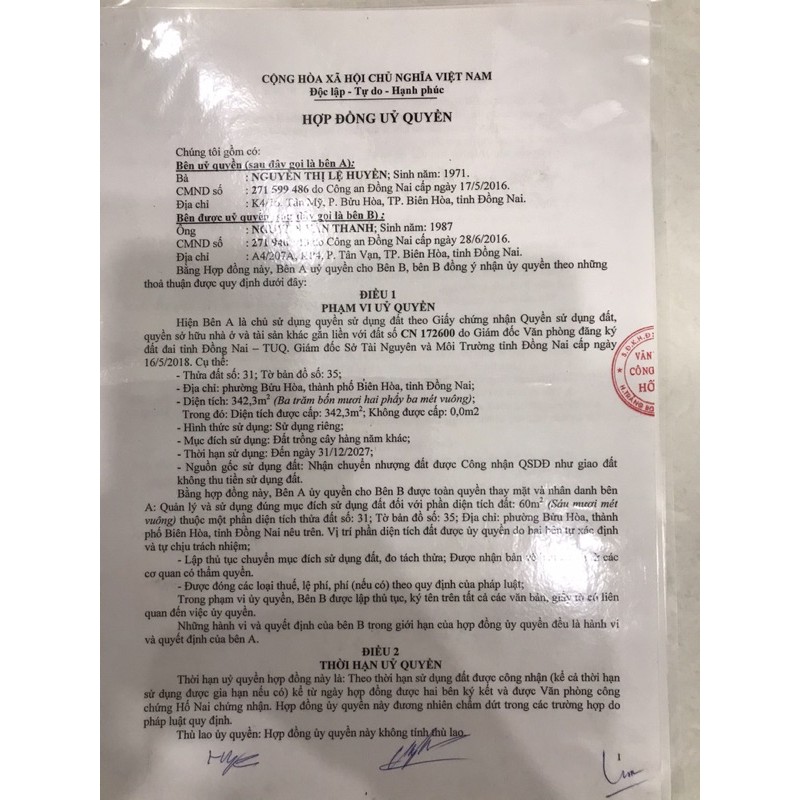 CỘNG HÒA XÃ HỘI CHỦ NGHĨA VIỆT NAM
Độc lập - Tự do - Hạnh phúc
HỢP ĐỒNG UỶ QUYỀN
Chúng tôi gồm có:
Bên uỷ quyền (sau đây gọi là bên A):
Bà : NGUYỄN THỊ LỆ HUYỀN; Sinh năm: 1971.
CMND số : 271 599 486 do Công an Đồng Nai cấp ngày 17/5/2016.
Địa chỉ : Tân Mỹ, P. Bửu Hòa, TP. Biên Hòa, tỉnh Đồng Nai.
Bên được uỷ quyền, sau đây gọi là bên B) :
Ông : THANH; Sinh năm: 1987
CMND số : 271 do Công an Đồng Nai cấp ngày 28/6/2016.
Địa chỉ : A4/207A, P. Tân Vạn, TP. Biên Hòa, tỉnh Đồng Nai.
Bằng Hợp đồng này, Bên A uỷ quyền cho Bên B, bên B đồng ý nhận ủy quyền theo những
thoả thuận được quy định dưới đây:
ĐIỀU 1
PHẠM VI UỶ QUYỀN
Hiện Bên A là chủ sử dụng quyền sử dụng đất theo Giấy chứng nhận Quyền sử dụng đất,
quyền sở hữu nhà ở và tài sản khác gắn liền với đất số CN 172600 do Giám đốc Văn phòng đăng ký
đất đai tỉnh Đồng Nai – TUQ. Giám đốc Sở Tài Nguyên và Môi Trường tỉnh Đồng Nai cấp ngày
16/5/2018. Cụ thể:
- Thửa đất số: 31; Tờ bản đồ số: 35;
- Địa chỉ: phường Bửu Hòa, thành phố Biên Hòa, tỉnh Đồng Nai;
- Diện tích: 342,3m² (Ba trăm bốn mươi hai phẩy ba mét vuông);
Trong đó: Diện tích được cấp: 342,3m²; Không được cấp: 0,0m2
- Hình thức sử dụng: Sử dụng riêng;
- Mục đích sử dụng: Đất trồng cây hàng năm khác;
- Thời hạn sử dụng: Đến ngày 31/12/2027;
- Nguồn gốc sử dụng đất: Nhận chuyển nhượng đất được Công nhận QSDĐ như giao đất
không thu tiền sử dụng đất.
Bằng hợp đồng này, Bên A ủy quyền cho Bên B được toàn quyền thay mặt và nhân danh bên
A: Quản lý và sử dụng đúng mục đích sử dụng đất đối với phần diện tích đất: 60m² (Sáu mươi mét
vuông) thuộc một phần diện tích thửa đất số: 31; Tờ bản đồ số: 35; Địa chỉ: phường Bửu Hòa, thành
phố Biên Hòa, tỉnh Đồng Nai nêu trên. Vị trí phần diện tích đất được ủy quyền do hai bên tự xác định
và tự chịu trách nhiệm;
- Lập thủ tục chuyển mục đích sử dụng đất, đo tách thửa; Được nhận bản các
cơ quan có thẩm quyền.
- Được đóng các loại thuế, lệ phí, phí (nếu có) theo quy định của pháp luật;
Trong phạm vi ủy quyền, Bên B được lập thủ tục, ký tên trên tất cả các văn bản, giấy tờ có liên
quan đến việc ủy quyền.
Những hành vi và quyết định của bên B trong giới hạn của hợp đồng ủy quyền đều là hành vi
và quyết định của bên A.
ĐIỀU 2
THỜI HẠN UỶ QUYỀN
Thời hạn uỷ quyền hợp đồng này là: Theo thời hạn sử dụng đất được công nhận (kể cả thời hạn
sử dụng được gia hạn nếu có) kể từ ngày hợp đồng được hai bên ký kết và được Văn phòng công
chứng Hố Nai chứng nhận. Hợp đồng ủy quyền này đương nhiên chấm dứt trong các trường hợp do
pháp luật quy định.
Thù lao ủy quyền: Hợp đồng ủy quyền này không tính thù lao.
VĂN
CÔNG
HỐ